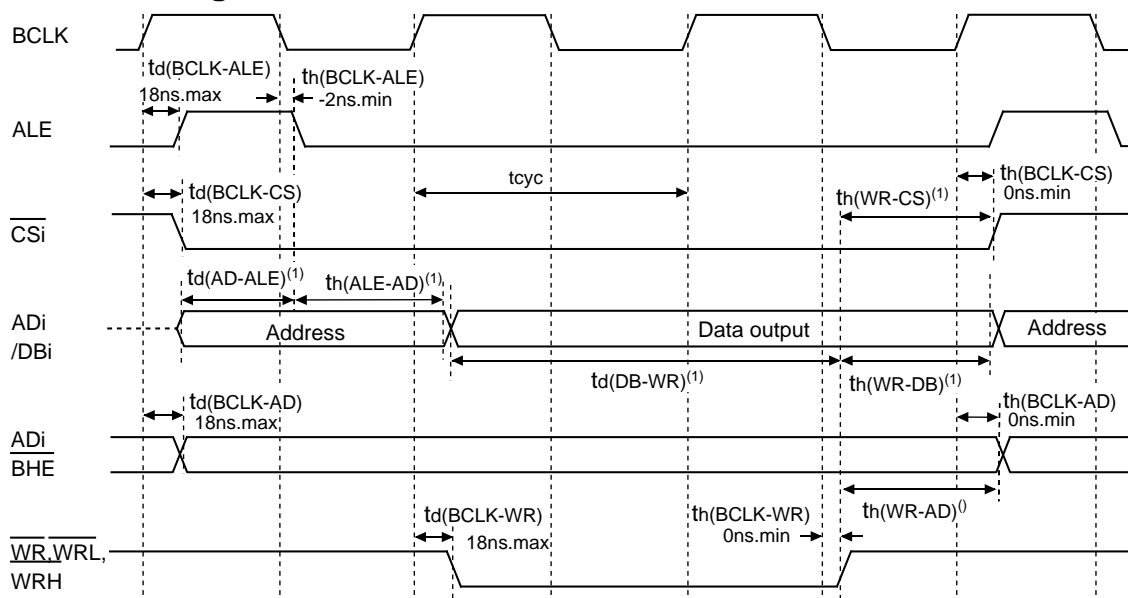 BCLK
td(BCLK-ALE)
18ns.max
th(BCLK-ALE)
-2ns.min
ALE
td(BCLK-CS)
18ns.max
tcyc
th(WR-CS)(1)
th(BCLK-CS)
0ns.min
CSi
td(AD-ALE)(1)
th(ALE-AD)(1)
ADi
/DBi
Address
Data output
Address
td(DB-WR)(1)
th(WR-DB)(1)
td(BCLK-AD)
18ns.max
th(BCLK-AD)
0ns.min
ADi
BHE
th(WR-AD)()
td(BCLK-WR)
18ns.max
th(BCLK-WR)
0ns.min
WR,WRL,
WRH